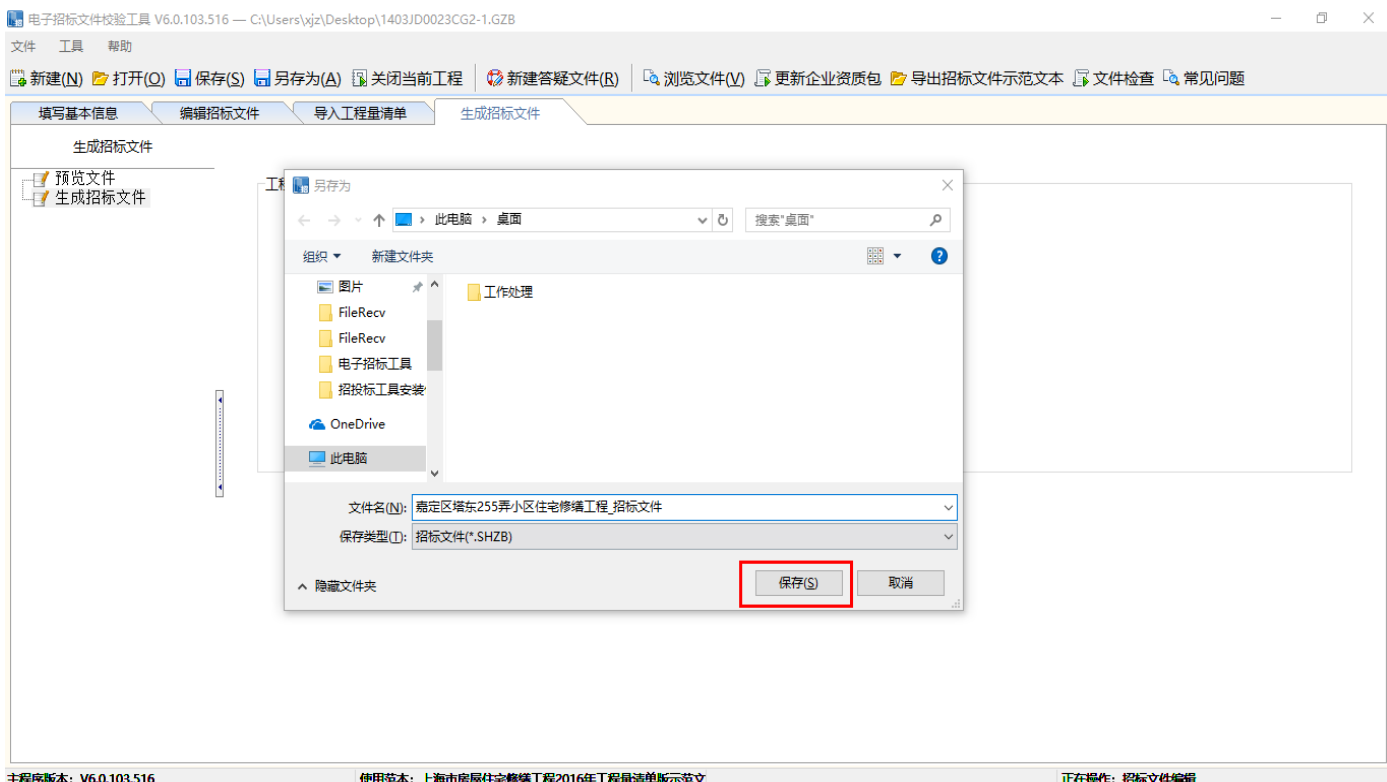 电子招标文件校验工具 V6.0.103.516 — C:\Users\xjz\Desktop\1403JD0023CG2-1.GZB
文件 工具 帮助
新建(N) 打开(O) 保存(S) 另存为(A) 关闭当前工程 新建答疑文件(R) 浏览文件(V) 更新企业资质包 导出招标文件示范文本 文件检查 常见问题
填写基本信息 编辑招标文件 导入工程量清单 生成招标文件
生成招标文件
预览文件
生成招标文件
工程
另存为
此电脑 › 桌面
搜索"桌面"
组织 新建文件夹
图片
FileRecv
FileRecv
电子招标工具
招投标工具安装
OneDrive
此电脑
工作处理
文件名(N): 嘉定区塔东255弄小区住宅修缮工程_招标文件
保存类型(T): 招标文件(*.SHZB)
隐藏文件夹
保存(S) 取消
主程序版本: V6.0.103.516 使用范本: 上海市房屋住宅修缮工程2016年工程量清单版示范文 正在操作: 招标文件编辑